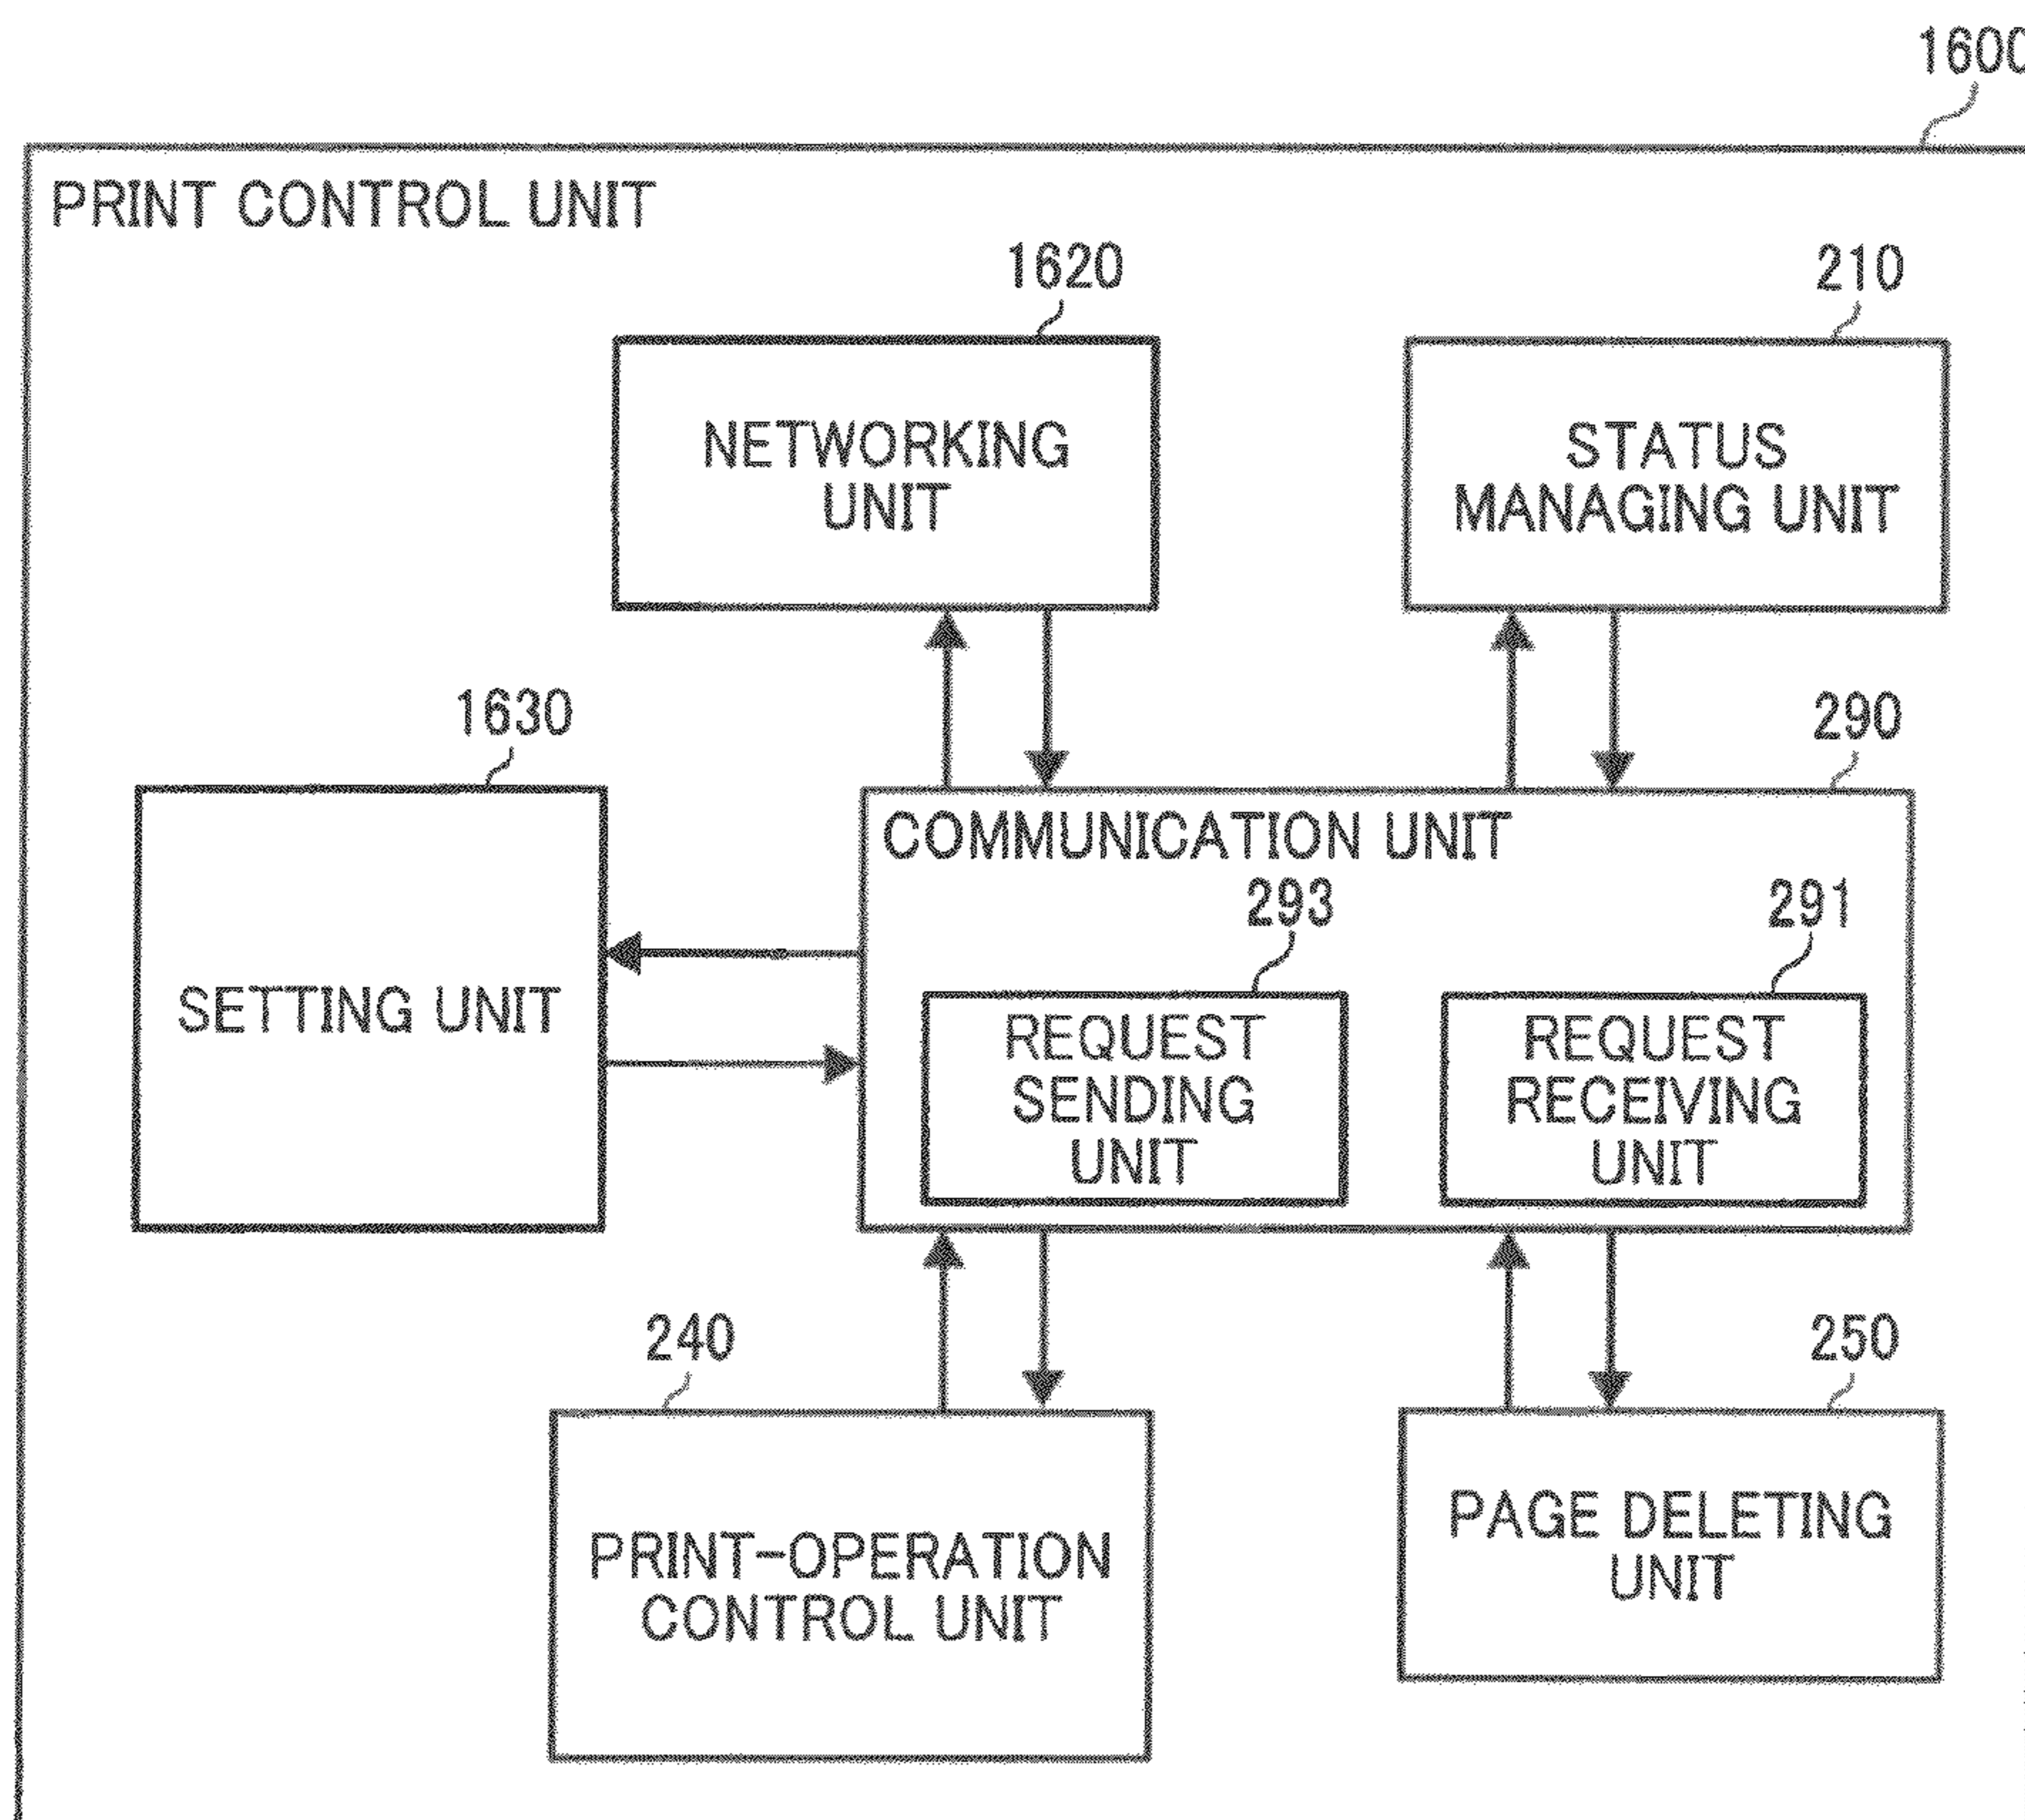 1600
PRINT CONTROL UNIT
1620
210
NETWORKING
UNIT
STATUS
MANAGING UNIT
1630
290
SETTING UNIT
COMMUNICATION UNIT
293
291
REQUEST
SENDING
UNIT
REQUEST
RECEIVING
UNIT
240
250
PRINT-OPERATION
CONTROL UNIT
PAGE DELETING
UNIT